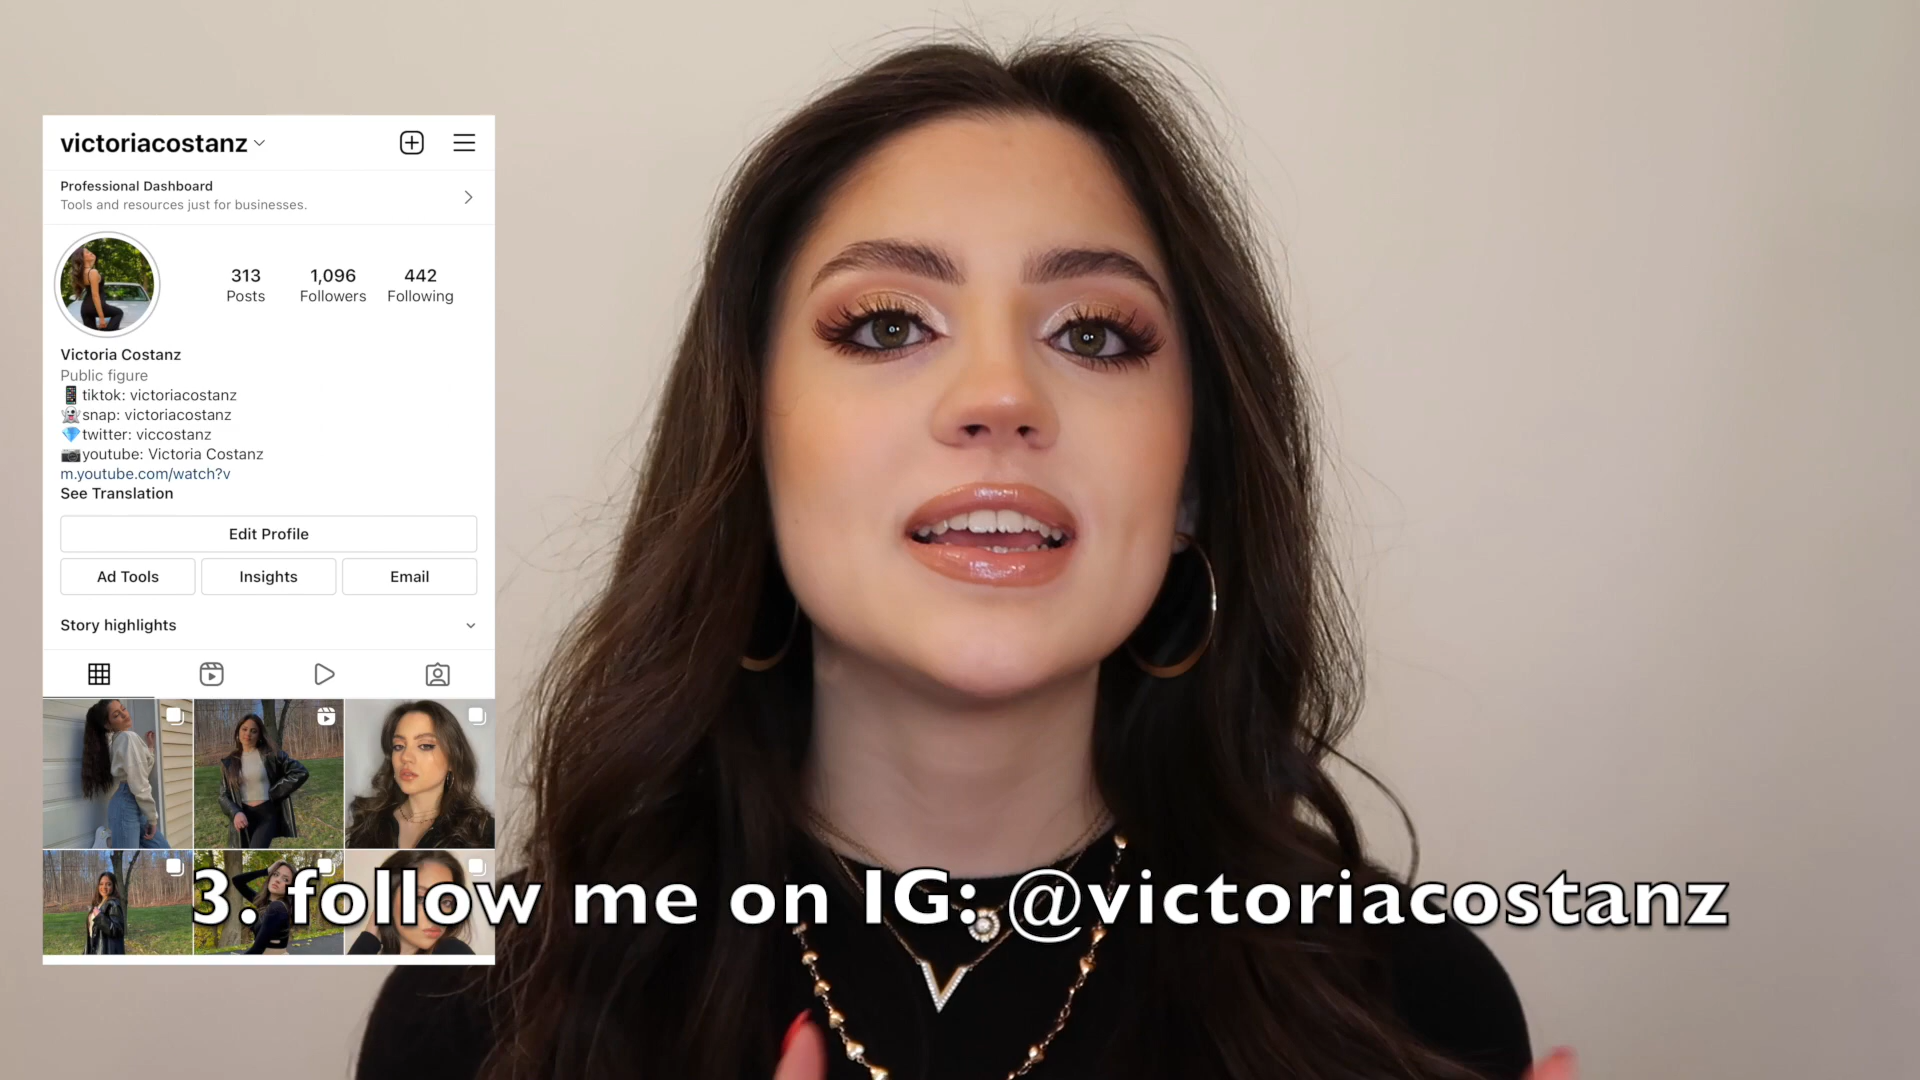 victoriacostanz
Professional Dashboard
Tools and resources just for businesses.
313
Posts
1,096
Followers
442
Following
Victoria Costanz
Public figure
tiktok: victoriacostanz
snap: victoriacostanz
twitter: viccostanz
youtube: Victoria Costanz
m.youtube.com/watch?v
See Translation
Edit Profile
Ad Tools
Insights
Email
Story highlights
3. follow me on IG: @victoriacostanz
V